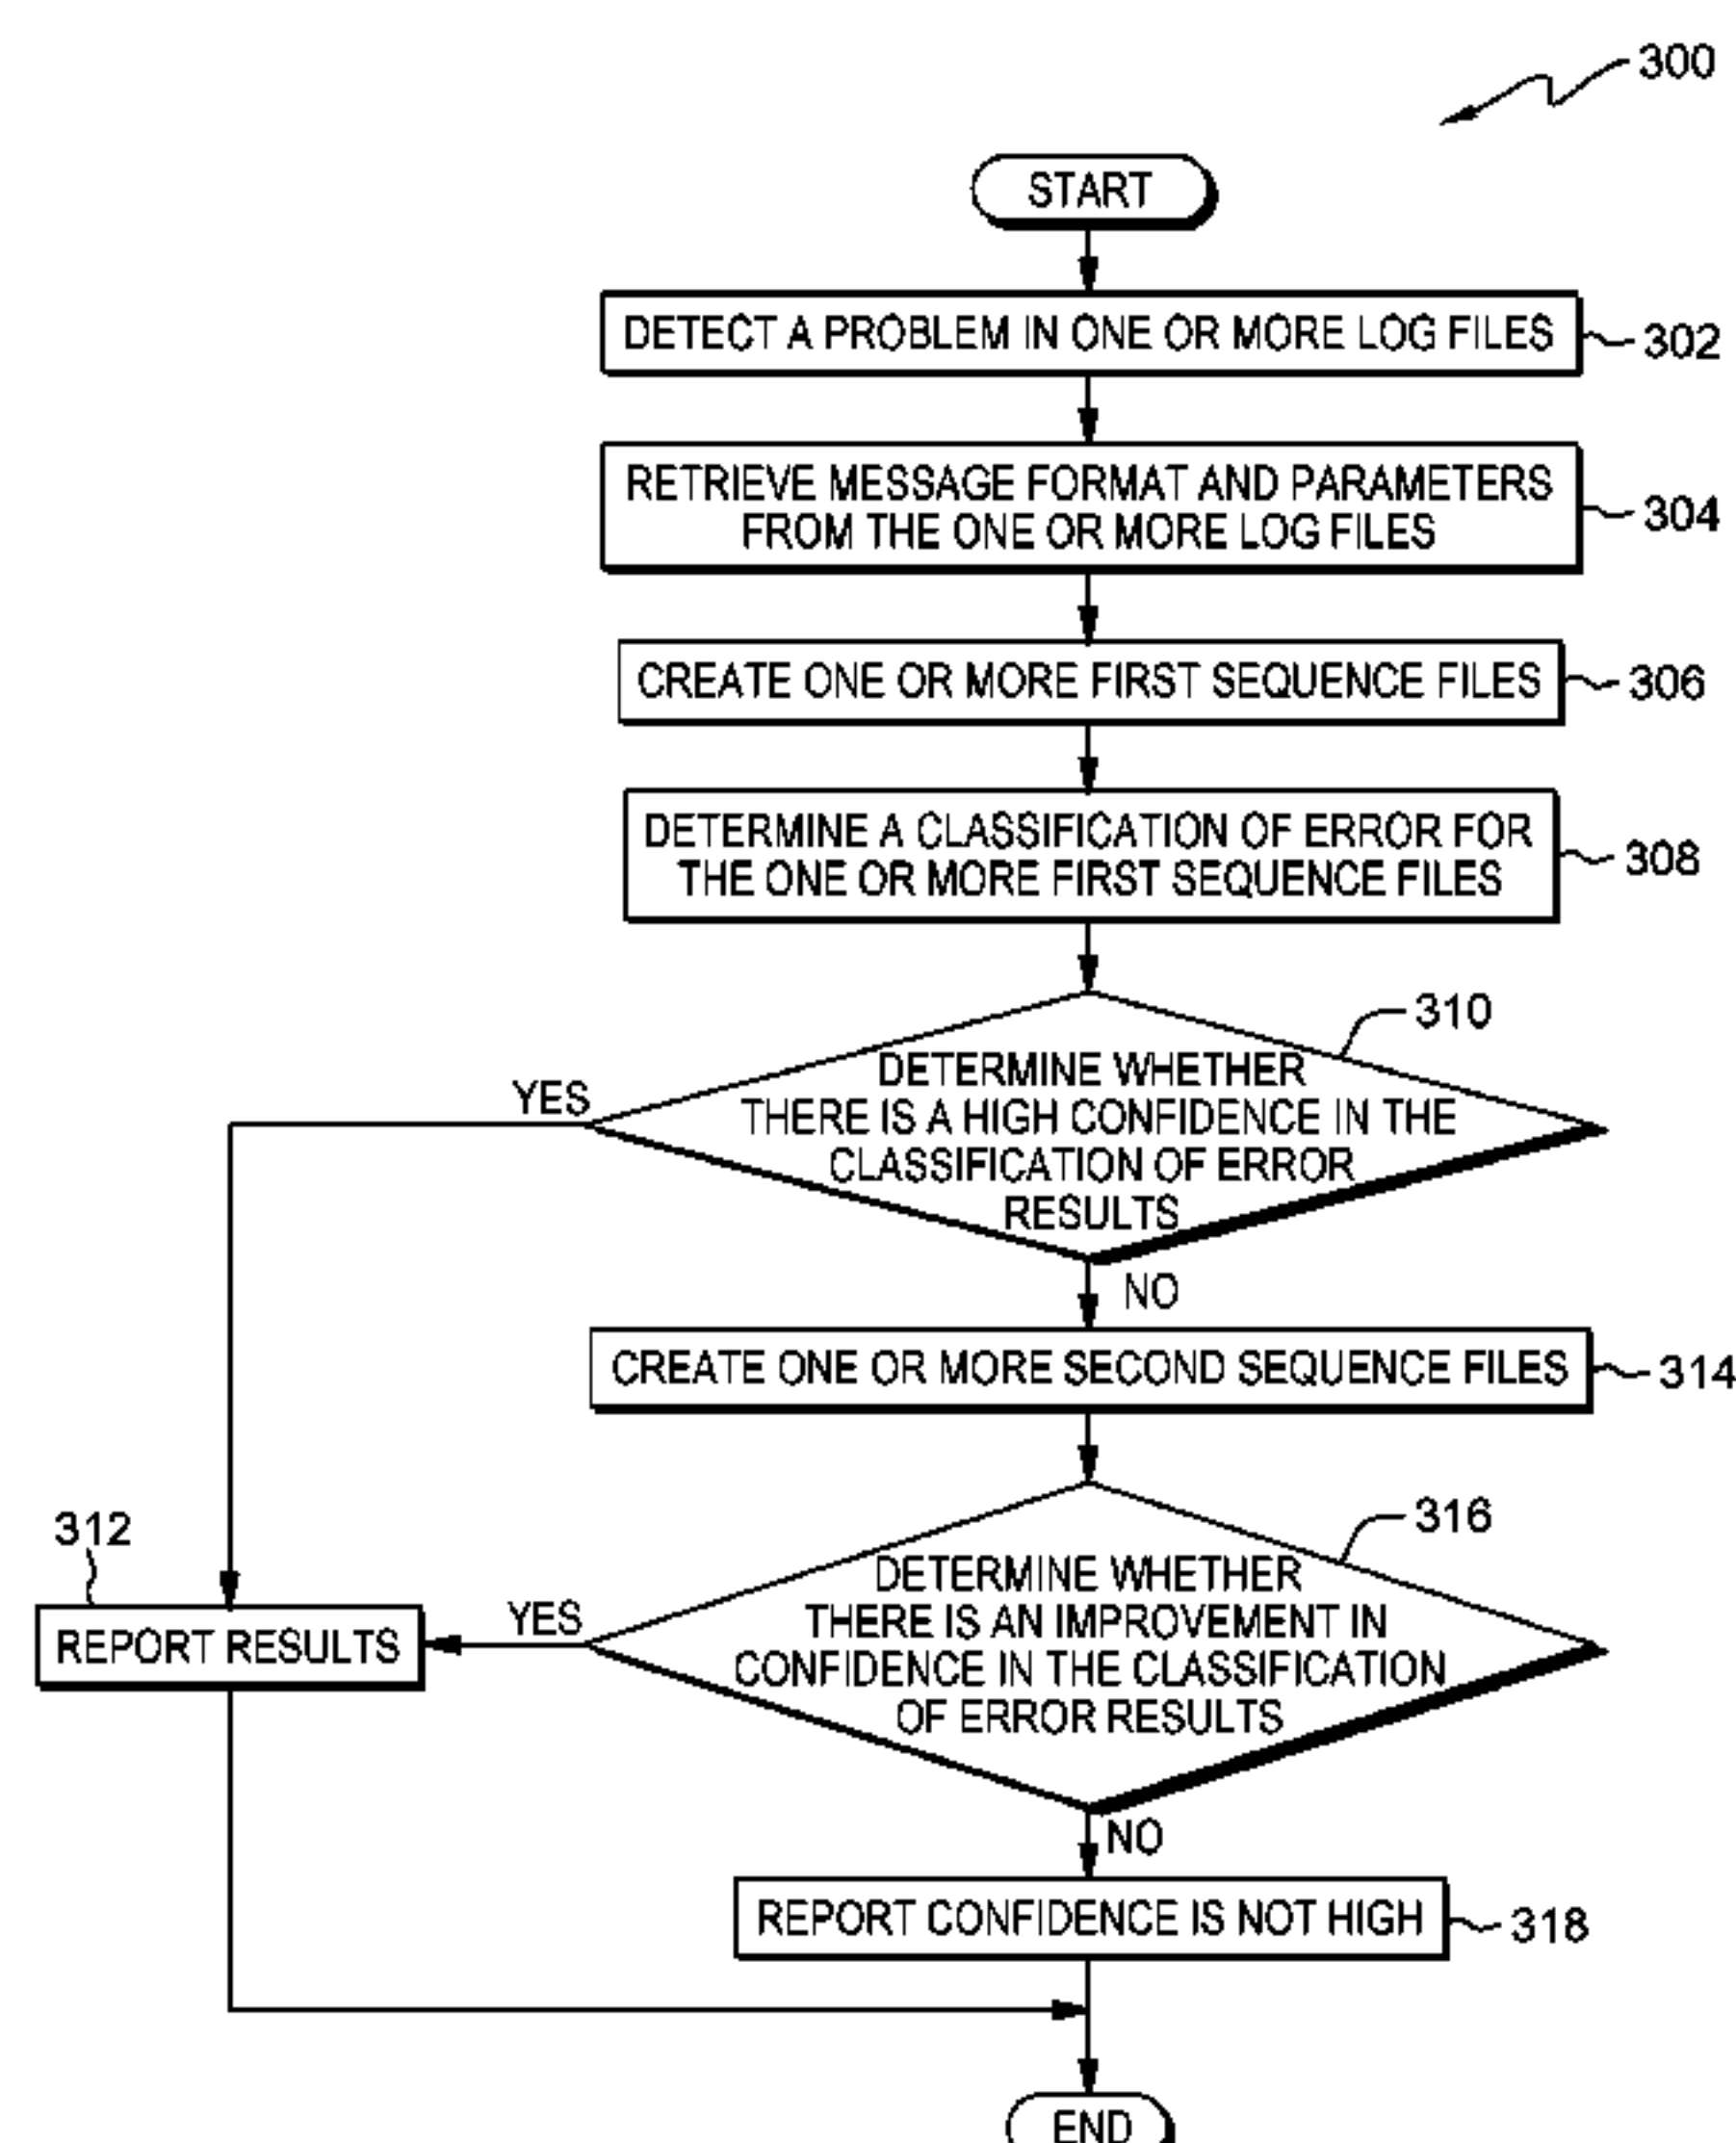 300
START
DETECT A PROBLEM IN ONE OR MORE LOG FILES
302
RETRIEVE MESSAGE FORMAT AND PARAMETERS
FROM THE ONE OR MORE LOG FILES
304
CREATE ONE OR MORE FIRST SEQUENCE FILES
306
DETERMINE A CLASSIFICATION OF ERROR FOR
THE ONE OR MORE FIRST SEQUENCE FILES
308
310
DETERMINE WHETHER
THERE IS A HIGH CONFIDENCE IN THE
CLASSIFICATION OF ERROR
RESULTS
YES
NO
CREATE ONE OR MORE SECOND SEQUENCE FILES
314
316
DETERMINE WHETHER
THERE IS AN IMPROVEMENT IN
CONFIDENCE IN THE CLASSIFICATION
OF ERROR RESULTS
YES
312
REPORT RESULTS
NO
REPORT CONFIDENCE IS NOT HIGH
318
END